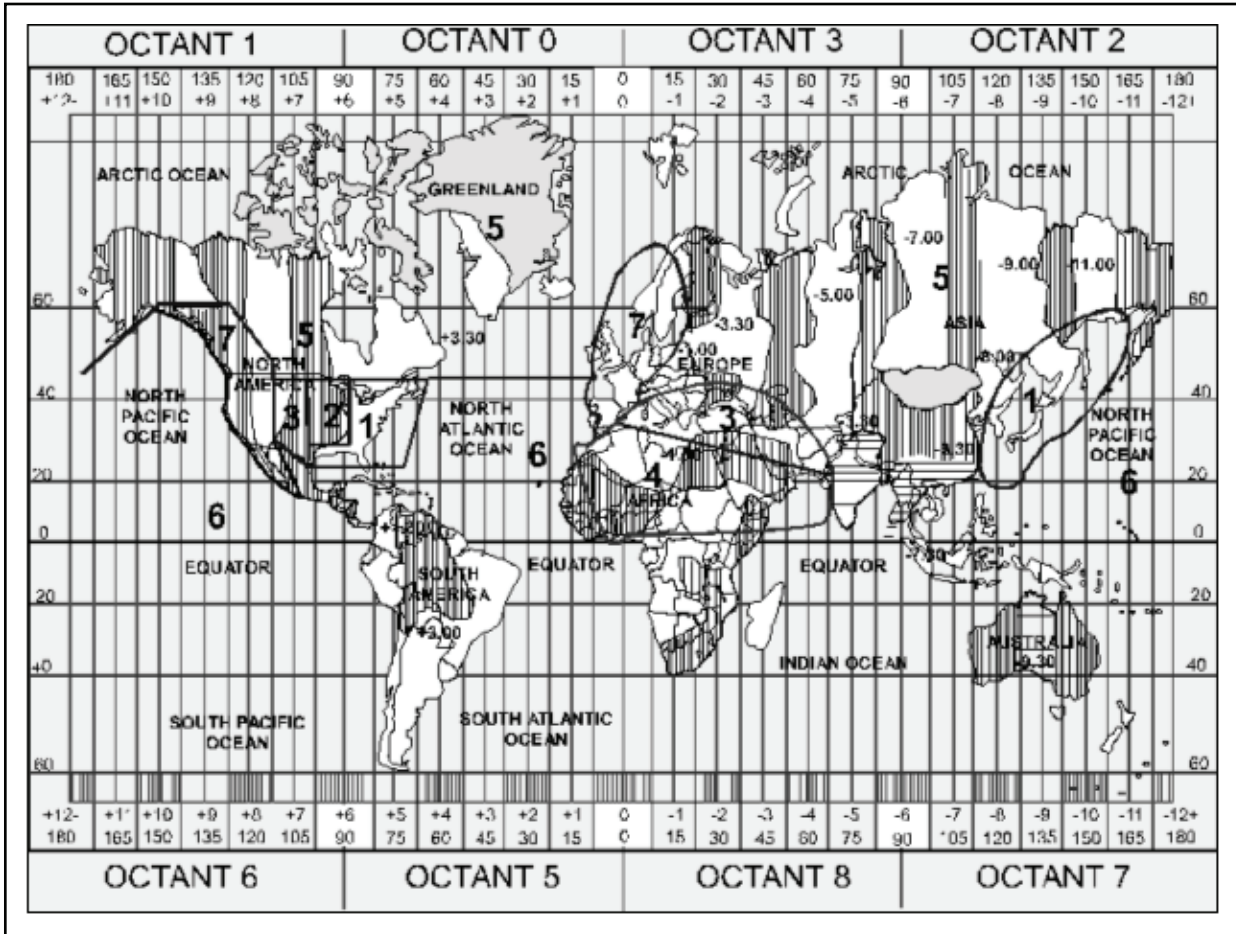 OCTANT 1 OCTANT 0 OCTANT 3 OCTANT 2
180 165 150 135 120 105 90 75 60 45 30 15 0 15 30 45 60 75 90 105 120 135 150 165 180
+12- +11 +10 +9 +8 +7 +6 +5 +4 +3 +2 +1 0 -1 -2 -3 -4 -5 -6 -7 -8 -9 -10 -11
ARCTIC OCEAN
GREENLAND
5
ARCTIC OCEAN
-7.00
-9.00 -11.00
5
-5.00
60 60
7
5
+3.30
7
-3.30
ASIA
NORTH
AMERICA
EUROPE
1
40 40
NORTH
PACIFIC
OCEAN
3 2 1
NORTH
ATLANTIC
OCEAN
6
3
4
NORTH
PACIFIC
OCEAN
6
20 20
AFRICA
6
0 0
EQUATOR EQUATOR EQUATOR
SOUTH
AMERICA
20 20
+3.00
AUSTRALIA
-9.30
INDIAN OCEAN
40 40
SOUTH PACIFIC
OCEAN
SOUTH ATLANTIC
OCEAN
60 60
+12- +11 +10 +9 +8 +7 +6 +5 +4 +3 +2 +1 0 -1 -2 -3 -4 -5 -6 -7 -8 -9 -10 -11 -12+
180 165 150 135 120 105 90 75 60 45 30 15 0 15 30 45 60 75 90 105 120 135 150 165 180
OCTANT 6 OCTANT 5 OCTANT 8 OCTANT 7